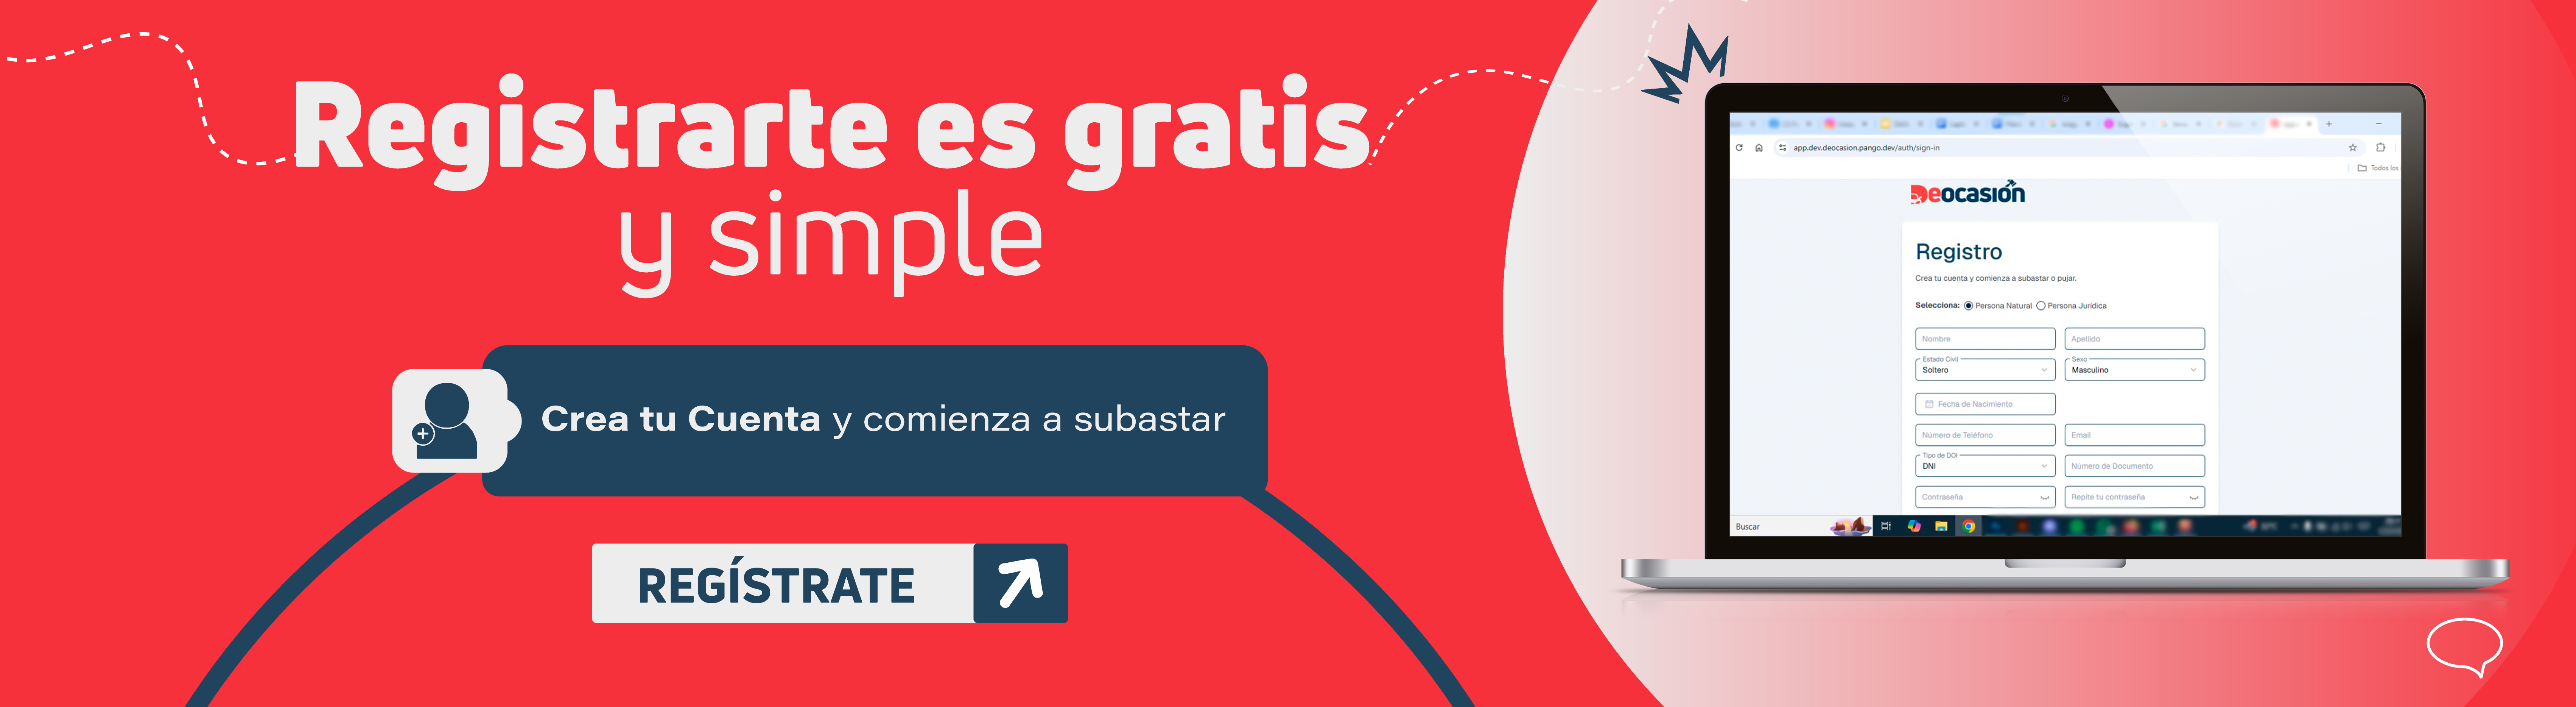 Registrarte es gratis
y simple
Crea tu Cuenta y comienza a subastar
REGÍSTRATE
app.dev.deocasion.pango.dev/auth/sign-in
Todos los
Deocasión
Registro
Crea tu cuenta y comienza a subastar o pujar.
Selecciona: Persona Natural Persona Jurídica
Nombre Apellido
Estado Civil Sexo
Soltero Masculino
Fecha de Nacimiento
Número de Teléfono Email
Tipo de DOI
DNI Número de Documento
Contraseña Repite tu contraseña
Buscar